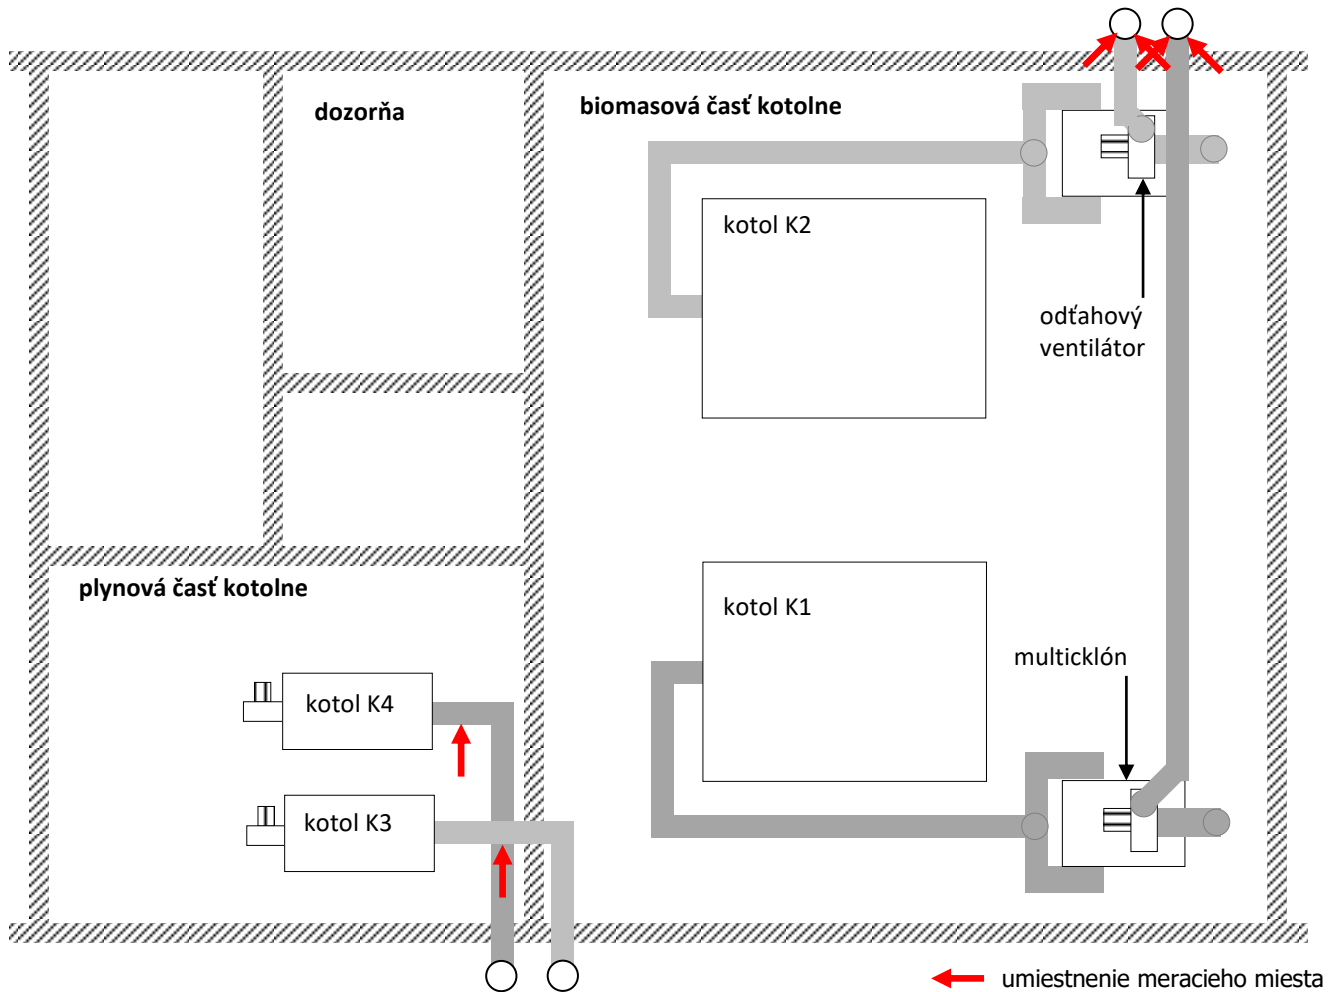 dozorňa
biomasová časť kotolne
kotol K2
odťahový
ventilátor
plynová časť kotolne
kotol K1
multicklón
kotol K4
kotol K3
umiestnenie meracieho miesta